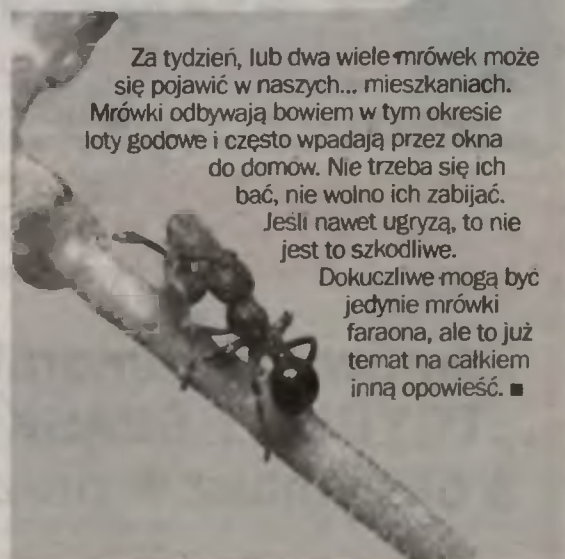 Za tydzień, lub dwa wiele mrówek może
się pojawić w naszych... mieszkaniach.
Mrówki odbywają bowiem w tym okresie
loty godowe i często wpadają przez okna
do domów. Nie trzeba się ich
bać, nie wolno ich zabijać.
Jeśli nawet ugryzą, to nie
jest to szkodliwe.
Dokuczliwe mogą być
jedynie mrówki
faraona, ale to już
temat na całkiem
inną opowieść. ■